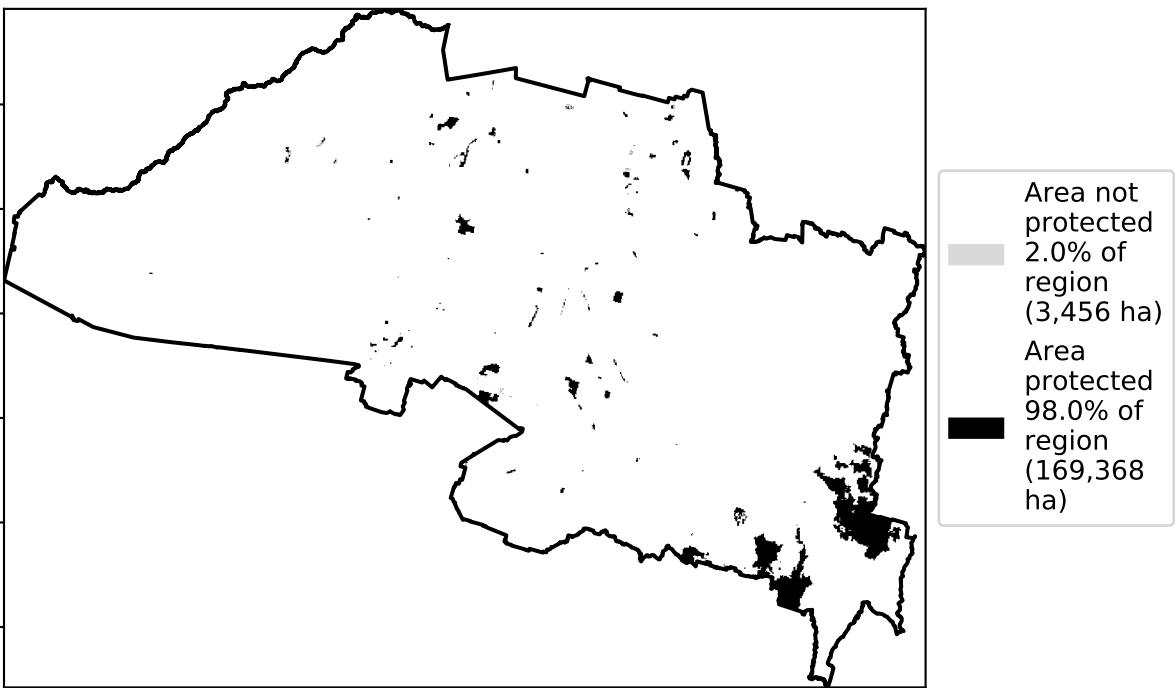 Area not
protected
2.0% of
region
(3,456 ha)
Area
protected
98.0% of
region
(169,368
ha)